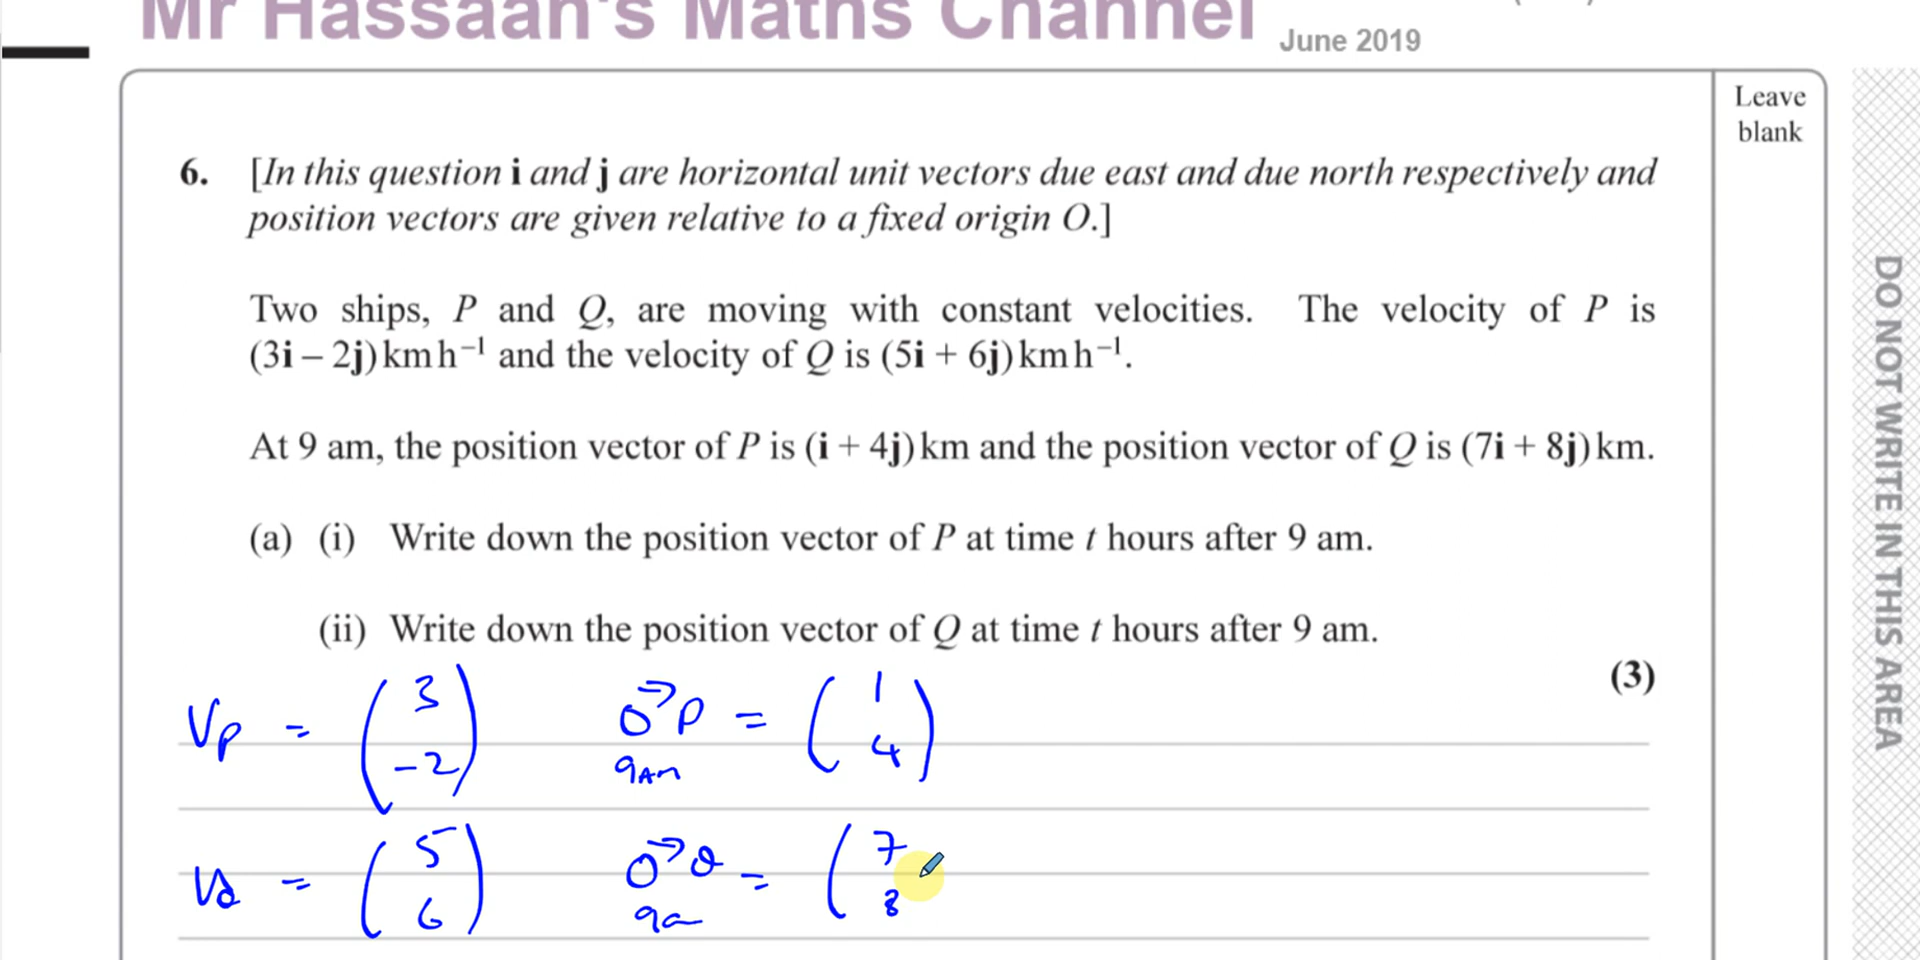 Mr Hassaan's Maths Channel
June 2019
Leave
blank
6. [In this question i and j are horizontal unit vectors due east and due north respectively and
position vectors are given relative to a fixed origin O.]
Two ships, P and Q, are moving with constant velocities. The velocity of P is
(3i – 2j) km h⁻¹ and the velocity of Q is (5i + 6j) km h⁻¹.
At 9 am, the position vector of P is (i + 4j) km and the position vector of Q is (7i + 8j) km.
(a) (i) Write down the position vector of P at time t hours after 9 am.
(ii) Write down the position vector of Q at time t hours after 9 am.
(3)
Vp = (3 -2) OP = (1 4)
9AM
VQ = (5 6) OQ = (7 8
9a
DO NOT WRITE IN THIS AREA